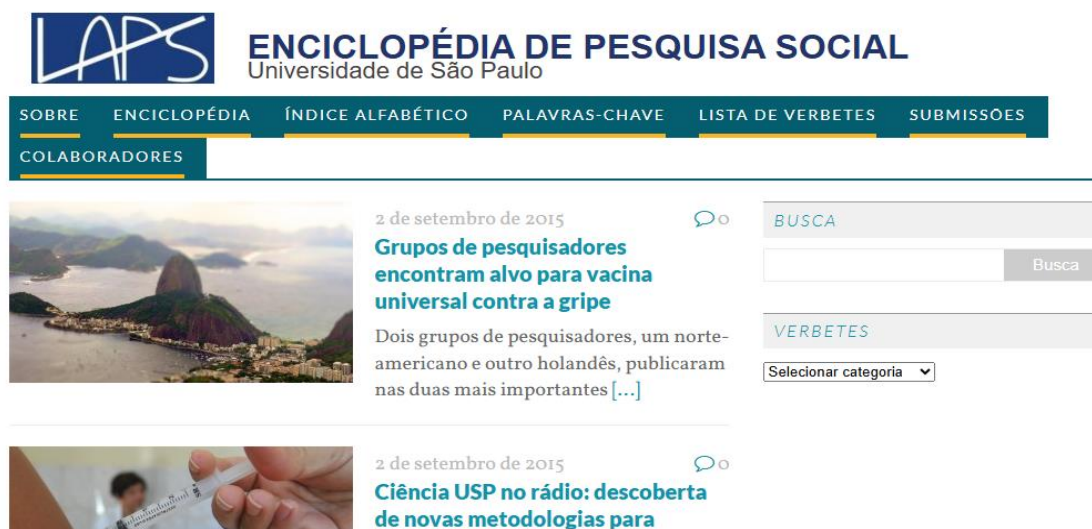 LAPS
ENCICLOPÉDIA DE PESQUISA SOCIAL
Universidade de São Paulo
SOBRE ENCICLOPÉDIA ÍNDICE ALFABÉTICO PALAVRAS-CHAVE LISTA DE VERBETES SUBMISSÕES
COLABORADORES
2 de setembro de 2015 0
Grupos de pesquisadores
encontram alvo para vacina
universal contra a gripe
Dois grupos de pesquisadores, um norte-
americano e outro holandês, publicaram
nas duas mais importantes [...]
BUSCA
Busca
VERBETES
Selecionar categoria
2 de setembro de 2015 0
Ciência USP no rádio: descoberta
de novas metodologias para